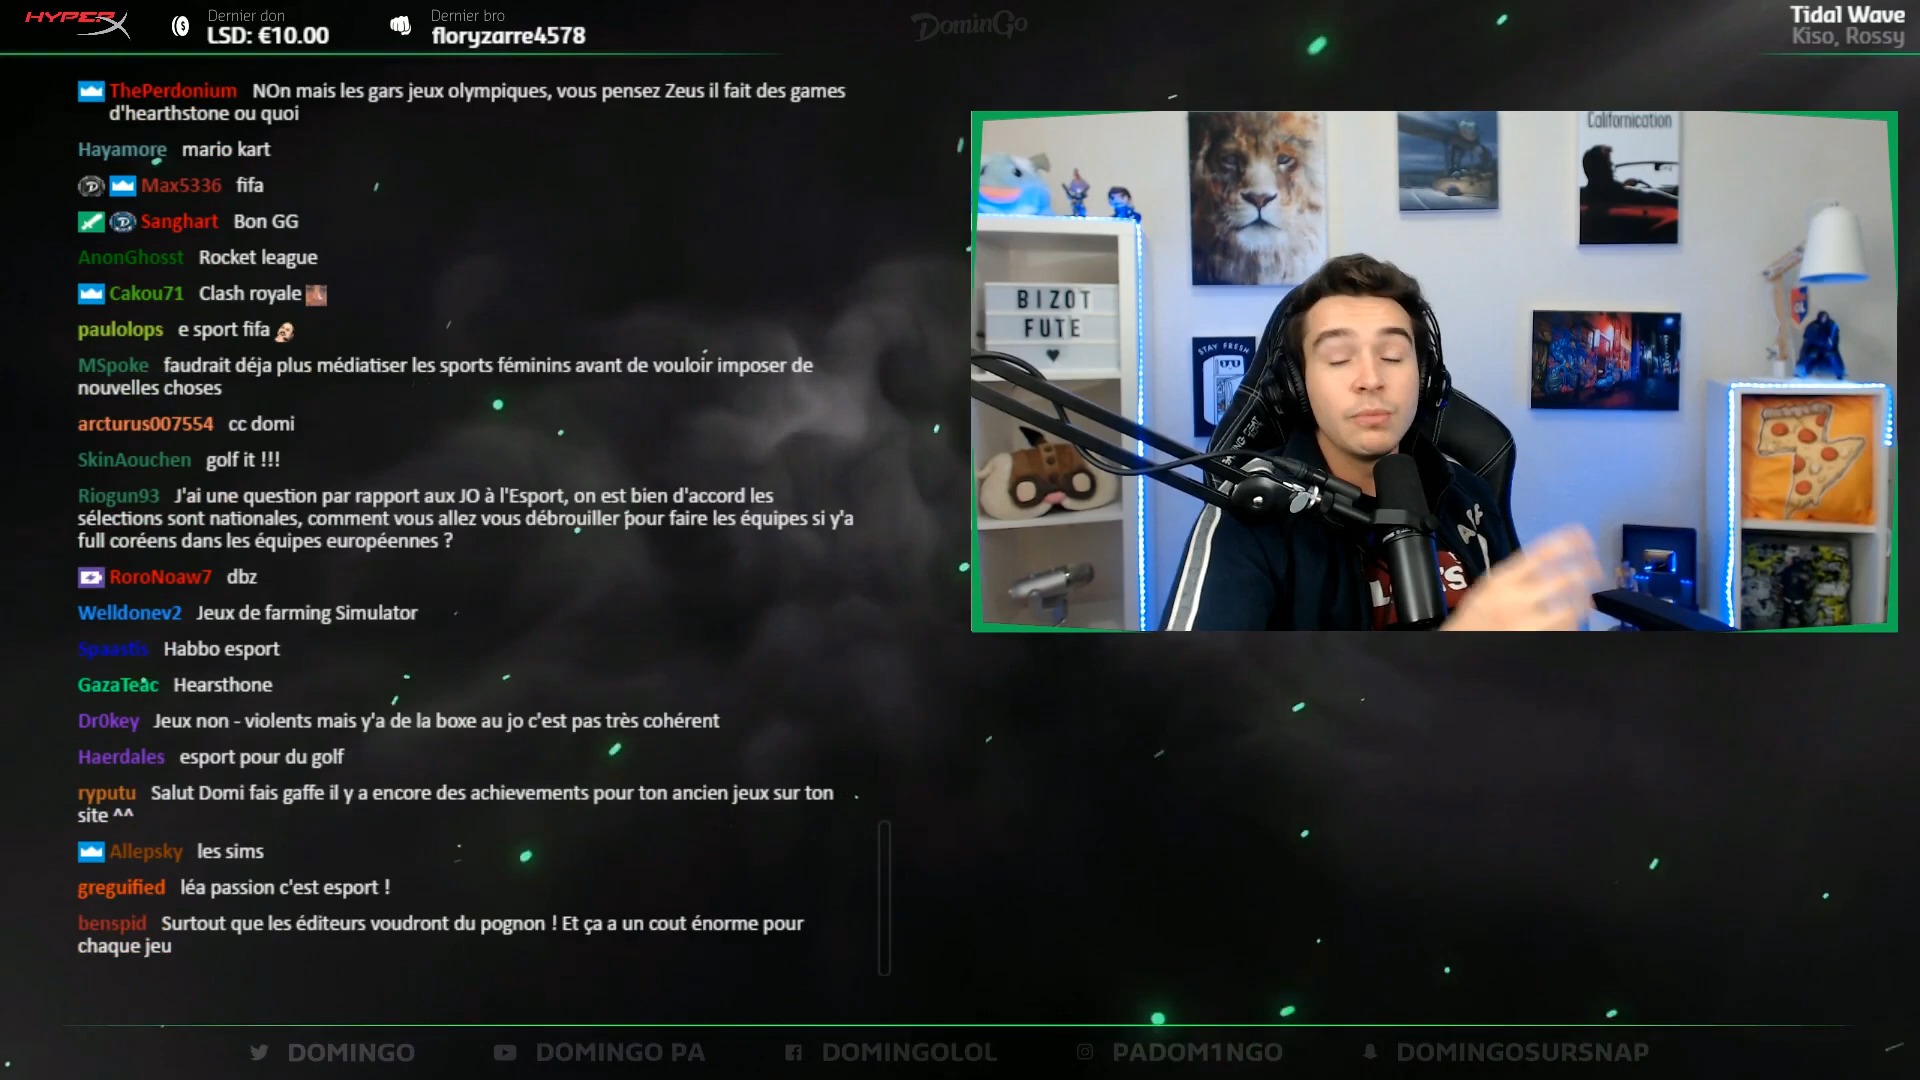 HYPERX
Dernier don
LSD: €10.00
Dernier bro
floryzarre4578
DominGo
Tidal Wave
Kiso, Rossy
ThePerdonium NOn mais les gars jeux olympiques, vous pensez Zeus il fait des games
d'hearthstone ou quoi
Hayamore mario kart
Max5336 fifa
Sanghart Bon GG
AnonGhosst Rocket league
Cakou71 Clash royale
paulolops e sport fifa
MSpoke faudrait déja plus médiatiser les sports féminins avant de vouloir imposer de
nouvelles choses
arcturus007554 cc domi
SkinAouchen golf it !!!
Riogun93 J'ai une question par rapport aux JO à l'Esport, on est bien d'accord les
sélections sont nationales, comment vous allez vous débrouiller pour faire les équipes si y'a
full coréens dans les équipes européennes ?
RoroNoaw7 dbz
Welldonev2 Jeux de farming Simulator
Spaastis Habbo esport
GazaTeac Hearsthone
Dr0key Jeux non - violents mais y'a de la boxe au jo c'est pas très cohérent
Haerdales esport pour du golf
ryputu Salut Domi fais gaffe il y a encore des achievements pour ton ancien jeux sur ton
site ^^
Allepsky les sims
greguified léa passion c'est esport !
benspid Surtout que les éditeurs voudront du pognon ! Et ça a un cout énorme pour
chaque jeu
Californication
BIZOT
FUTE
STAY FRESH
DOMINGO
DOMINGO PA
DOMINGOLOL
PADOM1NGO
DOMINGOSURSNAP